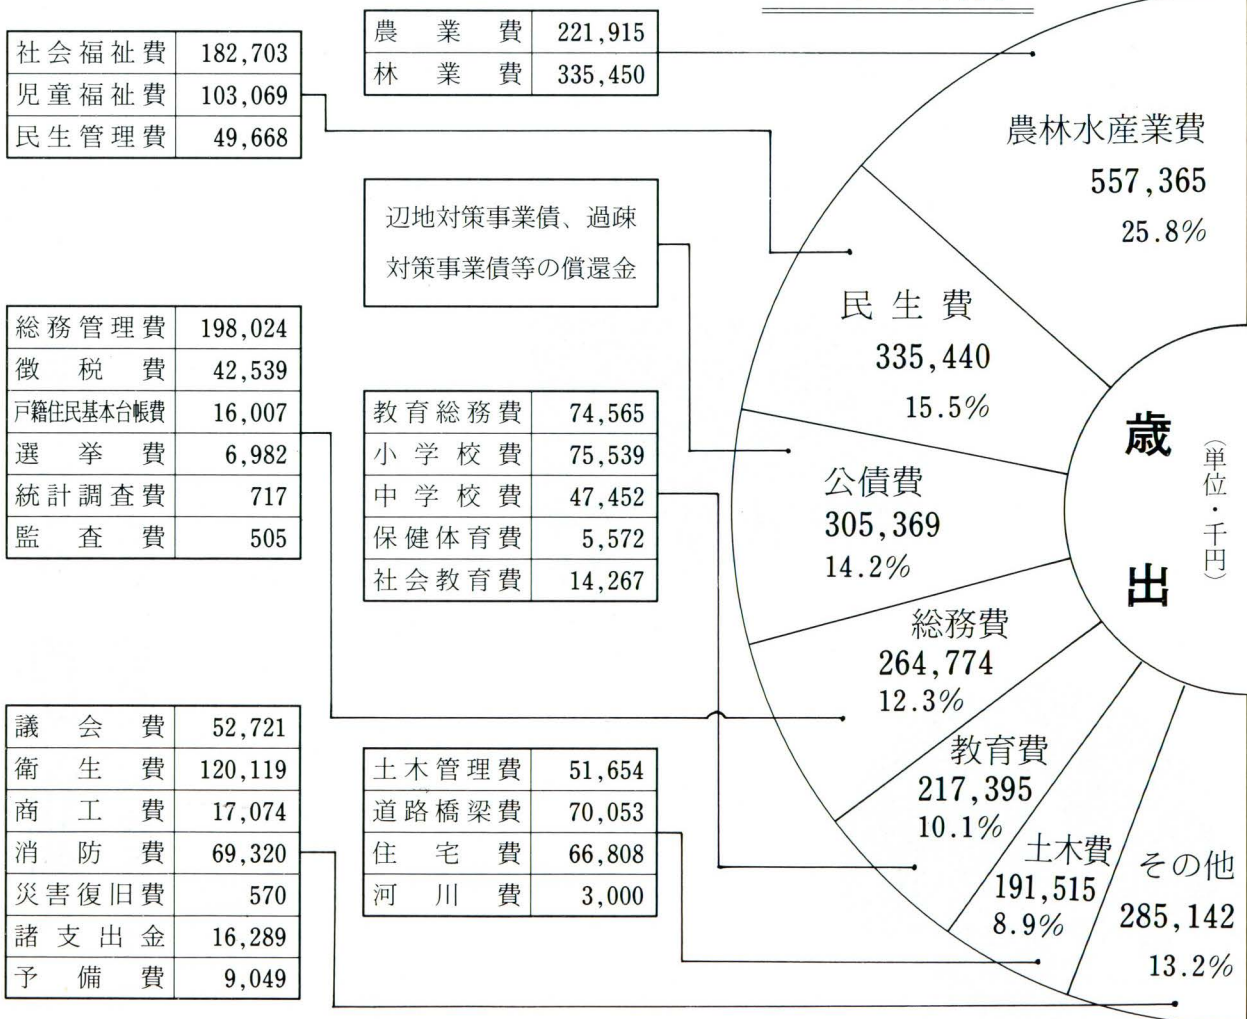 農業費 221,915
林業費 335,450
社会福祉費 182,703
児童福祉費 103,069
民生管理費 49,668
辺地対策事業債、過疎
対策事業債等の償還金
総務管理費 198,024
徴税費 42,539
戸籍住民基本台帳費 16,007
選挙費 6,982
統計調査費 717
監査費 505
教育総務費 74,565
小学校費 75,539
中学校費 47,452
保健体育費 5,572
社会教育費 14,267
議会費 52,721
衛生費 120,119
商工費 17,074
消防費 69,320
災害復旧費 570
諸支出金 16,289
予備費 9,049
土木管理費 51,654
道路橋梁費 70,053
住宅費 66,808
河川費 3,000
農林水産業費
557,365
25.8%
民生費
335,440
15.5%
公債費
305,369
14.2%
総務費
264,774
12.3%
教育費
217,395
10.1%
土木費
191,515
8.9%
その他
285,142
13.2%
歳出
(単位・千円)